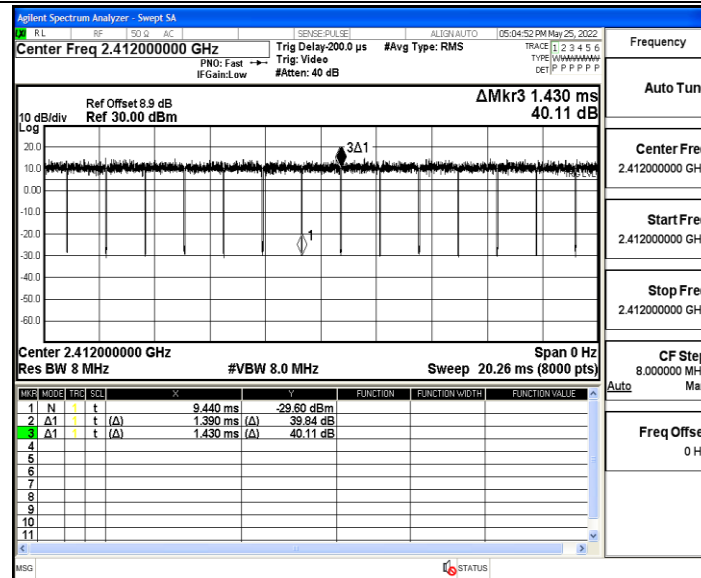 Agilent Spectrum Analyzer - Swept SA
RL RF 50 Ω AC SENSE:PULSE ALIGN AUTO 05:04:52 PM May 25, 2022
Center Freq 2.412000000 GHz
PNO: Fast
IFGain:Low
Trig Delay-200.0 µs
Trig: Video
#Atten: 40 dB
#Avg Type: RMS
TRACE 1 2 3 4 5 6
TYPE WWWWWW
DET P P P P P P
ΔMkr3 1.430 ms
40.11 dB
Ref Offset 8.9 dB
10 dB/div Ref 30.00 dBm
Log
20.0
10.0
0.00
-10.0
-20.0
-30.0
-40.0
-50.0
-60.0
3Δ1
TRIG LVL
1
Center 2.412000000 GHz Span 0 Hz
Res BW 8 MHz #VBW 8.0 MHz Sweep 20.26 ms (8000 pts)
MKR MODE TRC SCL X Y FUNCTION FUNCTION WIDTH FUNCTION VALUE
1 N 1 t 9.440 ms -29.60 dBm
2 Δ1 1 t (Δ) 1.390 ms (Δ) 39.84 dB
3 Δ1 1 t (Δ) 1.430 ms (Δ) 40.11 dB
4
5
6
7
8
9
10
11
MSG STATUS
Frequency
Auto Tun
Center Fre
2.412000000 GH
Start Fre
2.412000000 GH
Stop Fre
2.412000000 GH
CF Ste
8.000000 MH
Auto Ma
Freq Offse
0 H